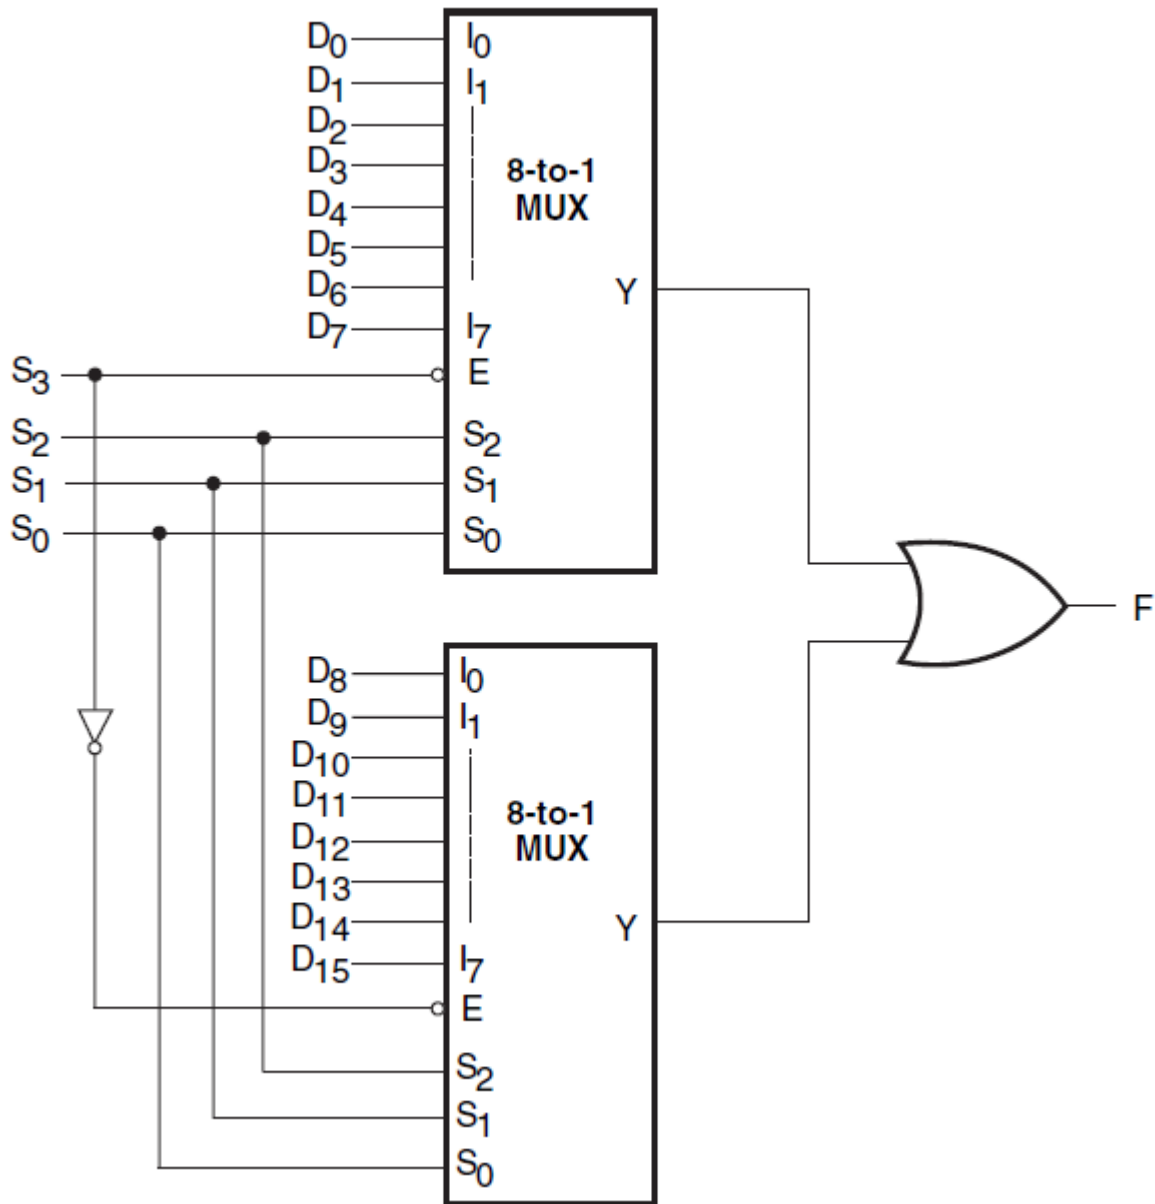 D0 I0
D1 I1
D2
D3
8-to-1
MUX
D4
D5
D6
Y
D7 I7
S3 E
S2 S2
S1 S1
S0 S0
F
D8 I0
D9 I1
D10
D11
8-to-1
MUX
D12
D13
D14
Y
D15 I7
E
S2
S1
S0